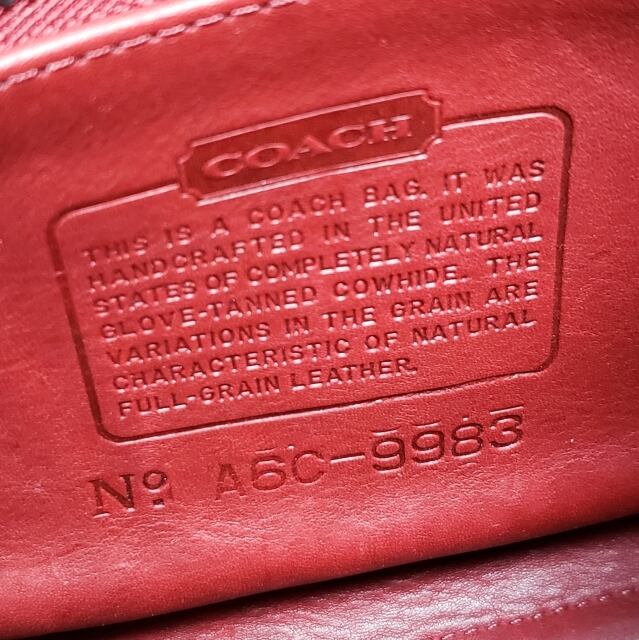 COACH
THIS IS A COACH BAG. IT WAS
HANDCRAFTED IN THE UNITED
STATES OF COMPLETELY NATURAL
GLOVE-TANNED COWHIDE. THE
VARIATIONS IN THE GRAIN ARE
CHARACTERISTIC OF NATURAL
FULL-GRAIN LEATHER.
No. A6C-9983